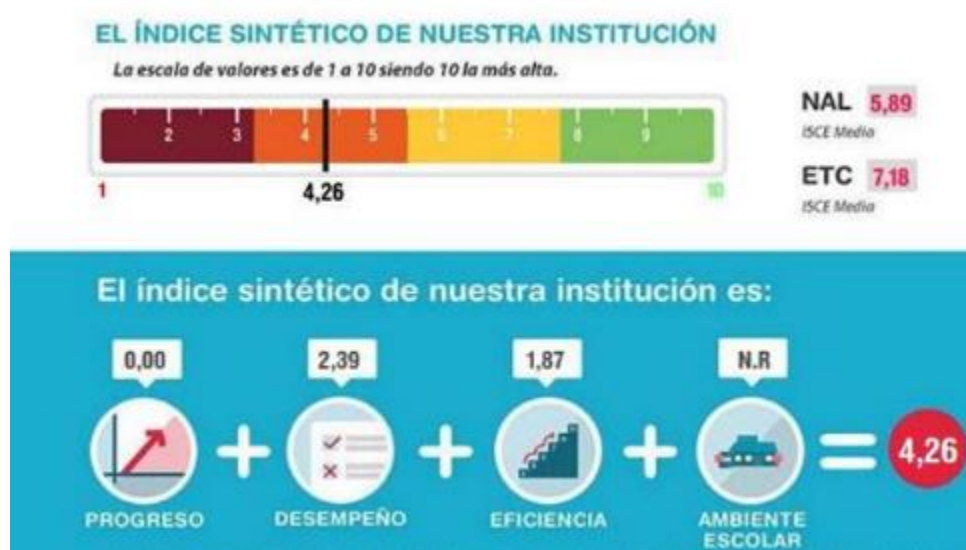 EL ÍNDICE SINTÉTICO DE NUESTRA INSTITUCIÓN
La escala de valores es de 1 a 10 siendo 10 la más alta.
2 3 4 5 6 7 8 9
1 4,26 10
NAL 5,89
ISCE Media
ETC 7,18
ISCE Media
El índice sintético de nuestra institución es:
0,00 2,39 1,87 N.R
+ + + = 4,26
PROGRESO DESEMPEÑO EFICIENCIA AMBIENTE
ESCOLAR